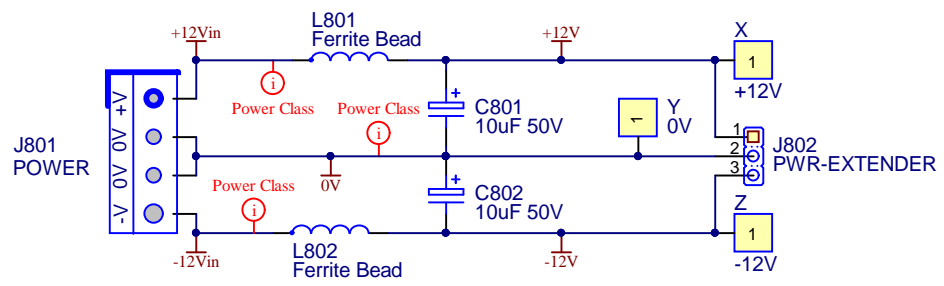 L801
Ferrite Bead
+12Vin
+12V
X
1
+12V
Power Class
Power Class
C801
10uF 50V
Y
0V
1
J801
POWER
+V
0V
0V
-V
0V
1
2
3
J802
PWR-EXTENDER
Power Class
C802
10uF 50V
Z
1
-12V
-12Vin
L802
Ferrite Bead
-12V
i
i
i
+
+